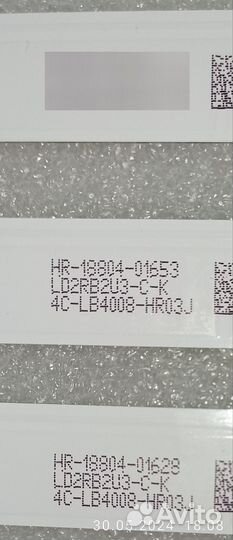 HR-18804-01653
LD2RB2U3-C-K
4C-LB4008-HR03J
HR-18804-01628
LD2RB2U3-C-K
4C-LB4008-HR03J
Avito
30.05.2024 18:08